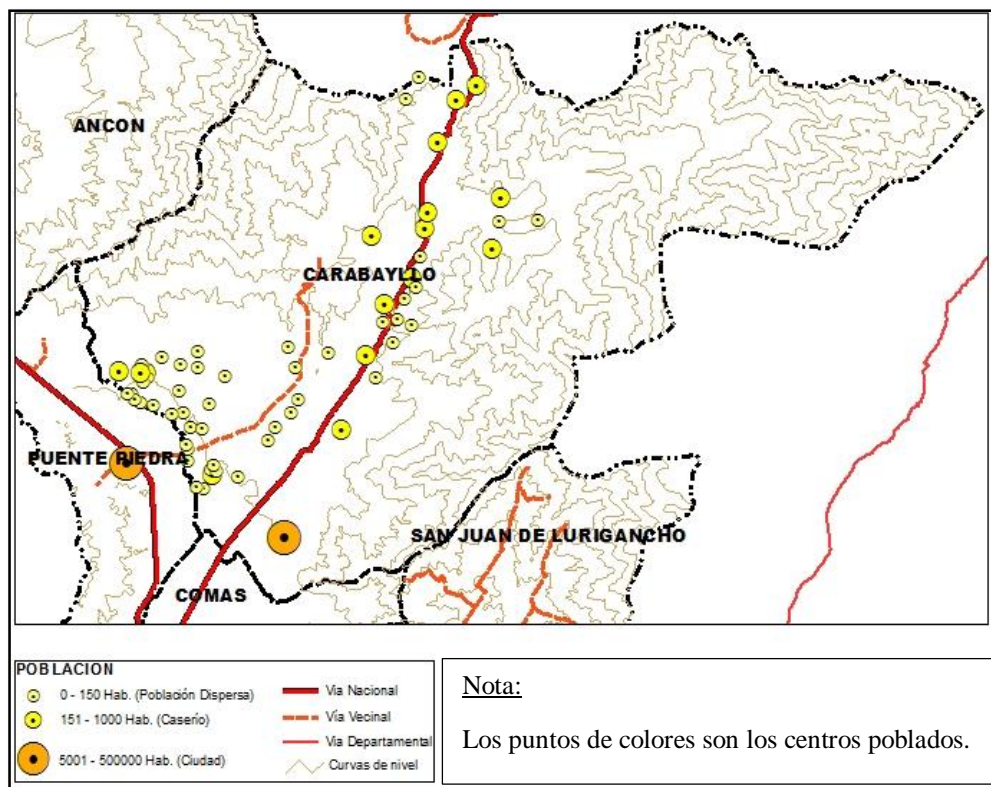 ANCON
CARABAYLLO
PUENTE PIEDRA
SAN JUAN DE LURIGANCHO
COMAS
POBLACION
0 - 150 Hab. (Población Dispersa)
151 - 1000 Hab. (Caserío)
5001 - 500000 Hab. (Ciudad)
Via Nacional
Vía Vecinal
Via Departamental
Curvas de nivel
Nota:
Los puntos de colores son los centros poblados.